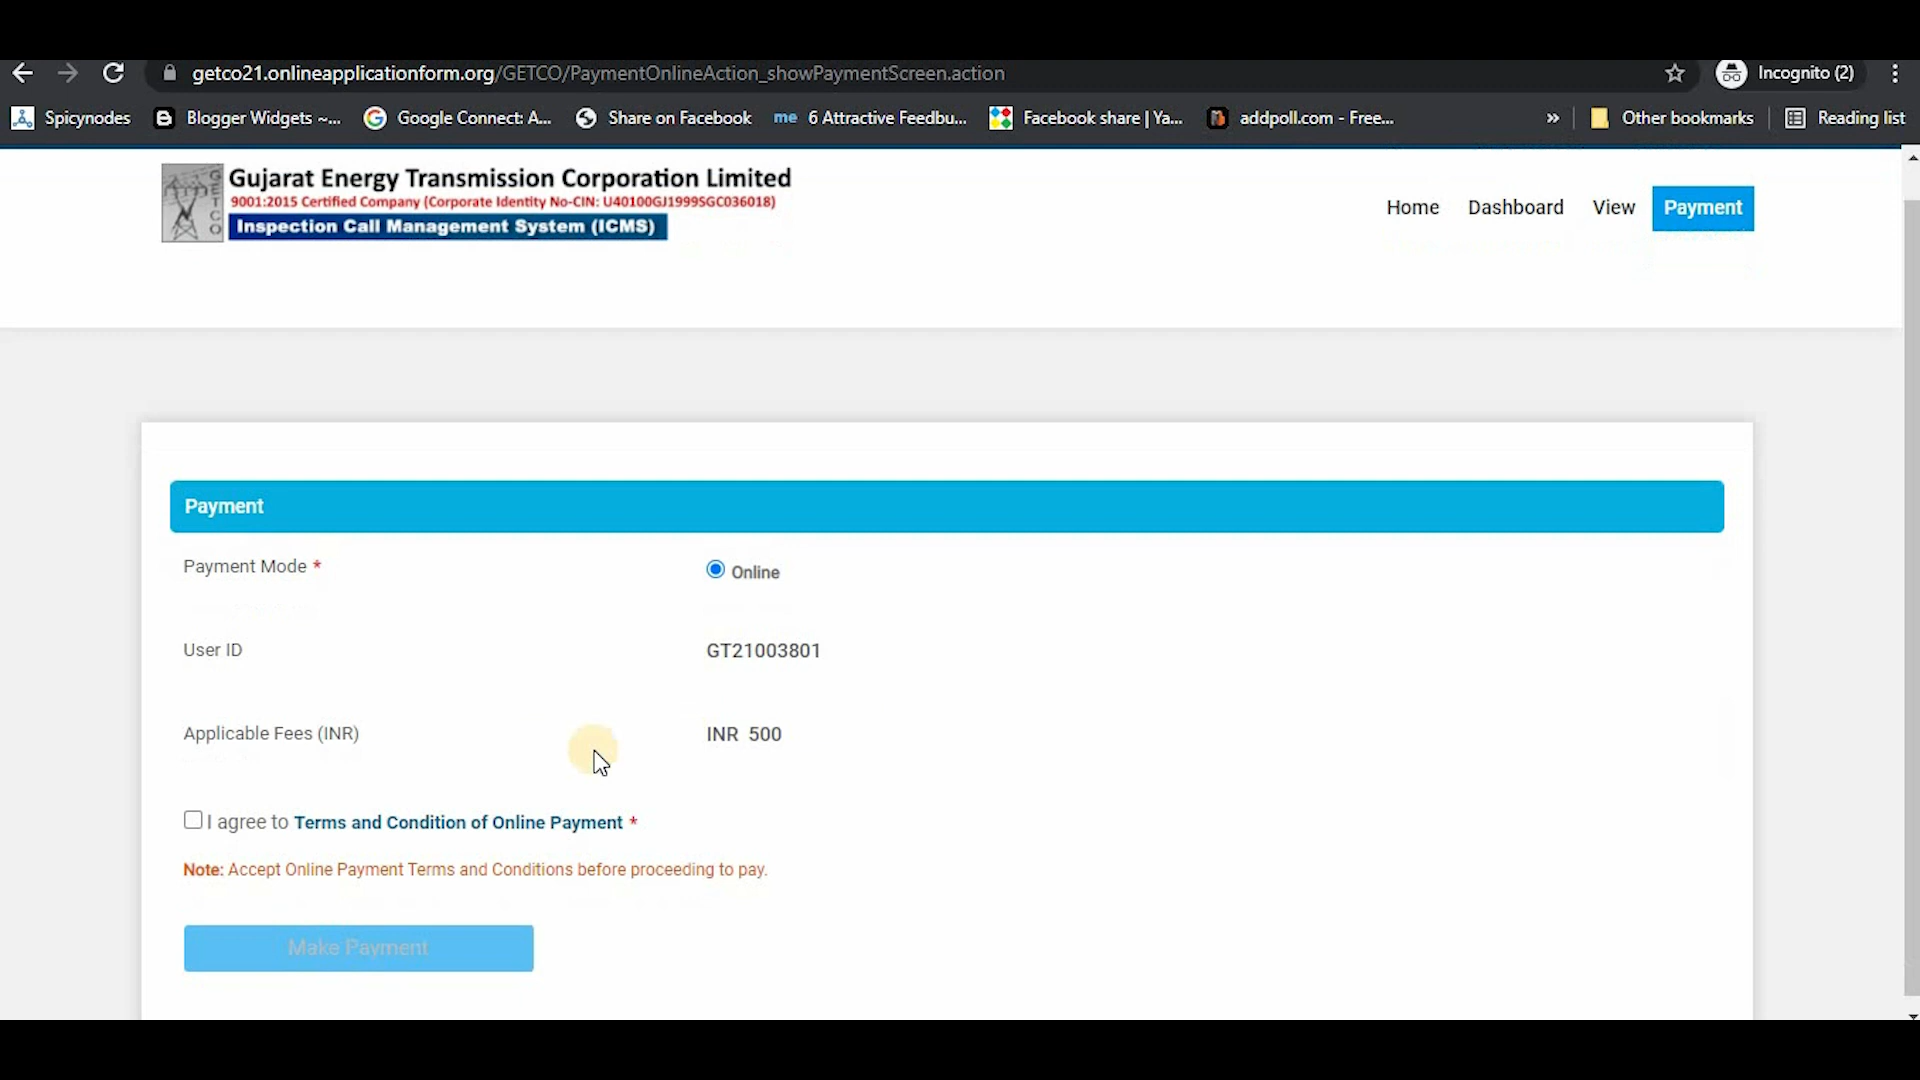 getco21.onlineapplicationform.org/GETCO/PaymentOnlineAction_showPaymentScreen.action
Incognito (2)
Spicynodes
Blogger Widgets ~...
Google Connect: A...
Share on Facebook
me 6 Attractive Feedbu...
Facebook share | Ya...
addpoll.com - Free...
»
Other bookmarks
Reading list
GETCO
Gujarat Energy Transmission Corporation Limited
9001:2015 Certified Company (Corporate Identity No-CIN: U40100GJ1999SGC036018)
Inspection Call Management System (ICMS)
Home
Dashboard
View
Payment
Payment
Payment Mode *
Online
User ID
GT21003801
Applicable Fees (INR)
INR 500
I agree to Terms and Condition of Online Payment *
Note: Accept Online Payment Terms and Conditions before proceeding to pay.
Make Payment